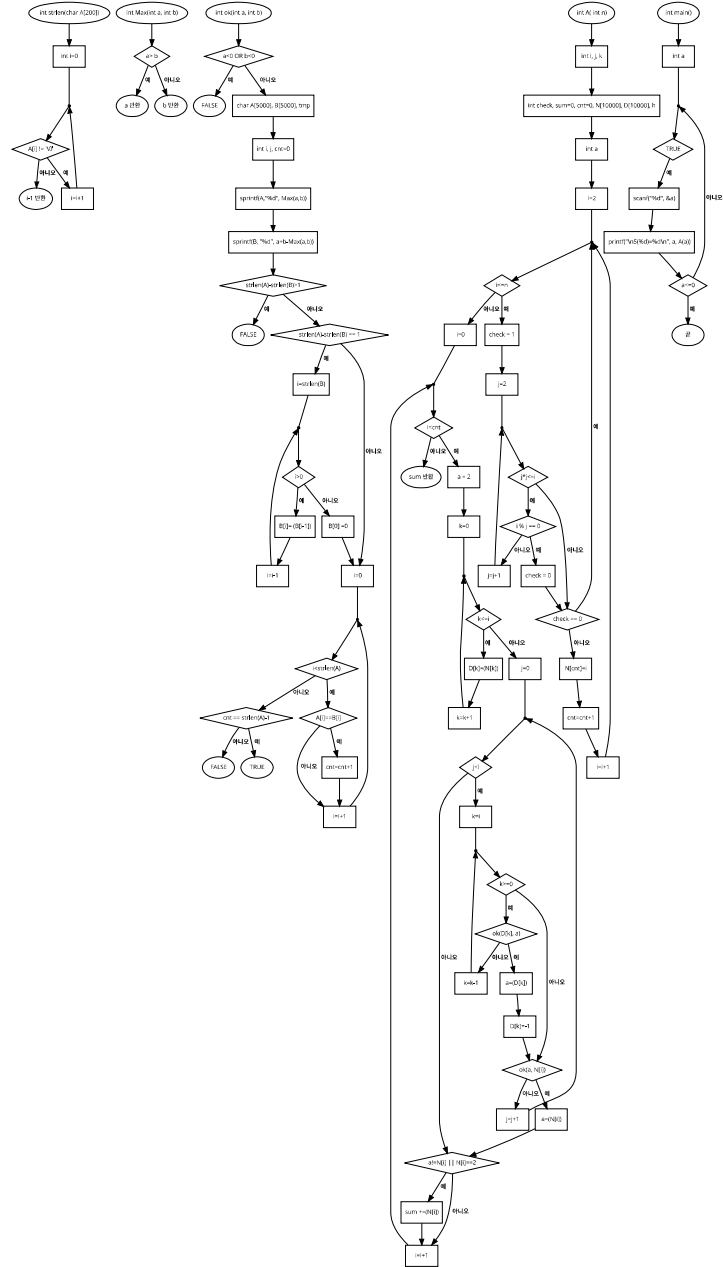 int strlen(char A[200])
int i=0
A[i] != '\0'
아니오
예
i-1 반환
i=i+1
int Max(int a, int b)
a> b
예
아니오
a 반환
b 반환
int ok(int a, int b)
a<0 OR b<0
예
아니오
FALSE
char A[5000], B[5000], tmp
int i, j, cnt=0
sprintf(A,"%d", Max(a,b))
sprintf(B, "%d", a+b-Max(a,b))
strlen(A)-strlen(B)>1
예
아니오
FALSE
strlen(A)-strlen(B) == 1
예
아니오
i=strlen(B)
i>0
예
아니오
B[i]= (B[i-1])
B[0] =0
i=i-1
i=0
i<strlen(A)
아니오
예
cnt == strlen(A)-1
A[i]==B[i]
아니오
예
예
아니오
FALSE
TRUE
cnt=cnt+1
i=i+1
int A( int n)
int i, j, k
int check, sum=0, cnt=0, N[10000], D[10000], h
int a
i=2
i<=n
아니오
예
i=0
check = 1
j=2
i<cnt
아니오
예
sum 반환
a = 2
k=0
j*j<=i
예
아니오
i % j == 0
아니오
예
j=j+1
check = 0
check == 0
예
아니오
N[cnt]=i
cnt=cnt+1
i=i+1
k<=i
예
아니오
D[k]=(N[k])
j=0
k=k+1
j<i
예
아니오
k=i
k>=0
예
아니오
ok(D[k], a)
아니오
예
k=k-1
a=(D[k])
D[k]=-1
ok(a, N[i])
아니오
예
j=j+1
a=(N[i])
a!=N[i] || N[i]==2
예
아니오
sum +=(N[i])
i=i+1
int main()
int a
TRUE
예
scanf("%d", &a)
printf("\nS(%d)=%d\n", a, A(a))
a<=0
아니오
예
끝